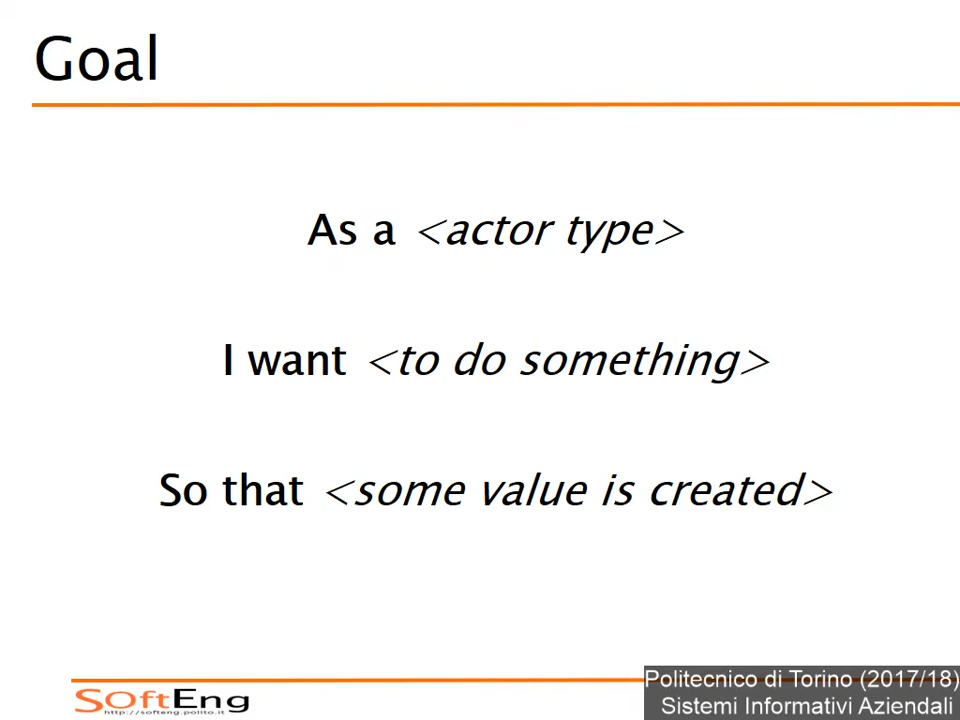 Goal
As a <actor type>
I want <to do something>
So that <some value is created>
SOftEng
http://softeng.polito.it
Politecnico di Torino (2017/18)
Sistemi Informativi Aziendali